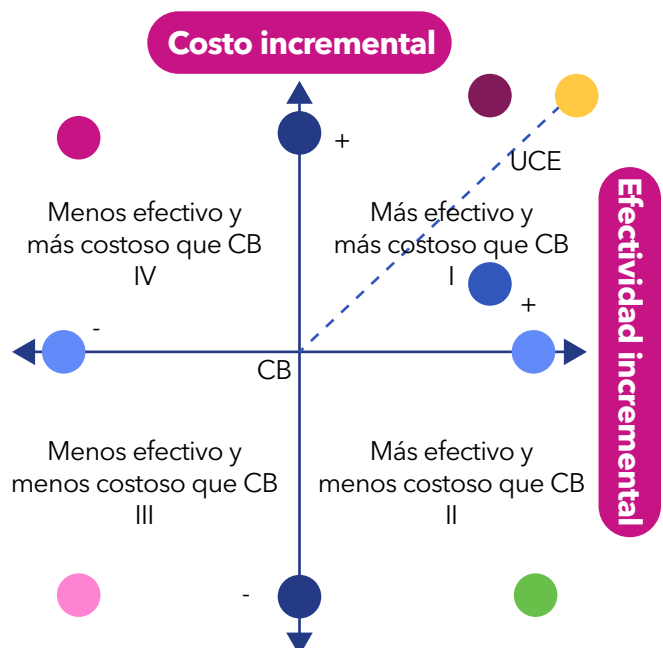 Costo incremental
+
UCE
Menos efectivo y
más costoso que CB
IV
Más efectivo y
más costoso que CB
I
+
-
CB
Efectividad incremental
Menos efectivo y
menos costoso que CB
III
Más efectivo y
menos costoso que CB
II
-